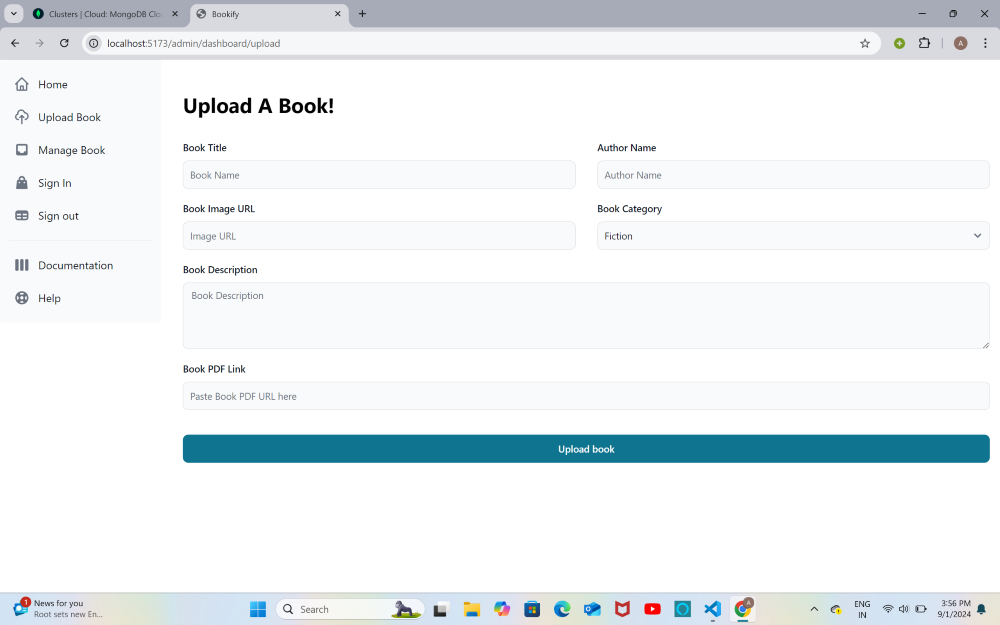 Clusters | Cloud: MongoDB Clo
Bookify
localhost:5173/admin/dashboard/upload
A
Home
Upload Book
Manage Book
Sign In
Sign out
Documentation
Help
Upload A Book!
Book Title
Author Name
Book Name
Author Name
Book Image URL
Book Category
Image URL
Fiction
Book Description
Book Description
Book PDF Link
Paste Book PDF URL here
Upload book
1
News for you
Root sets new En...
Search
A
ENG
IN
3:56 PM
9/1/2024